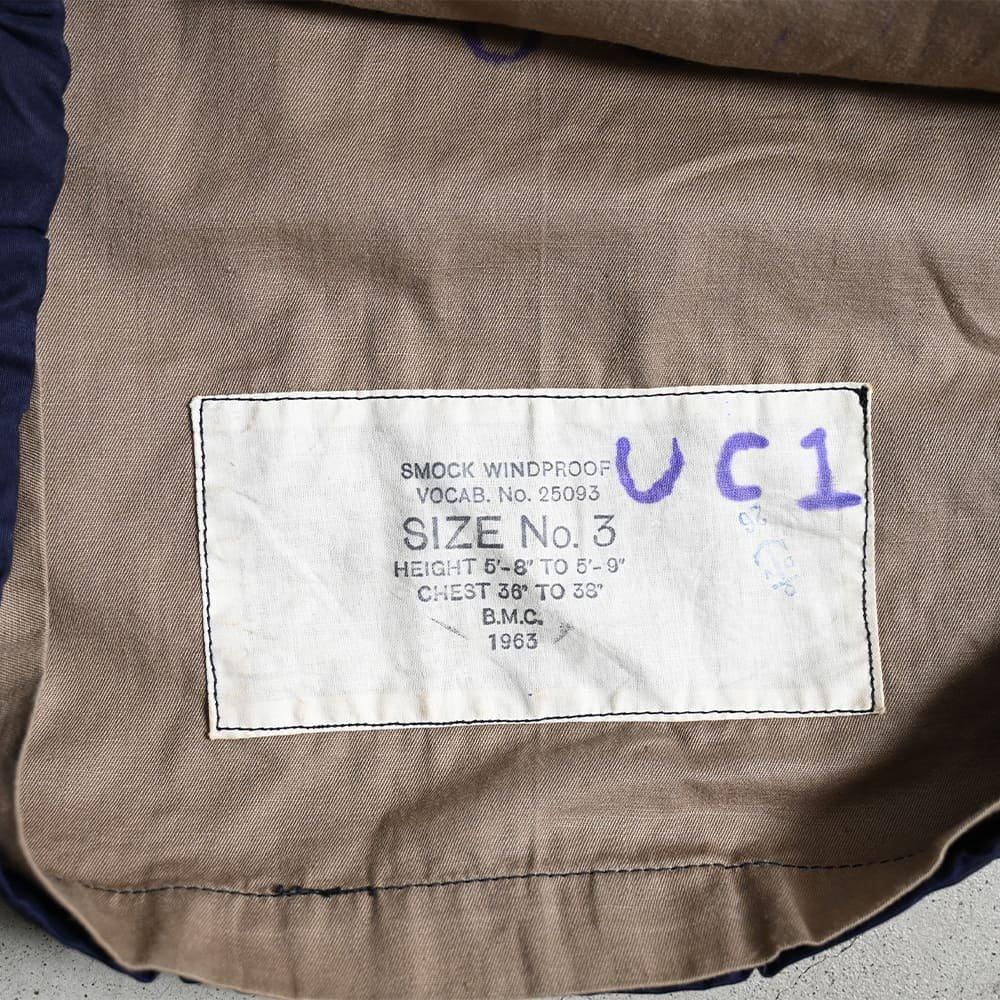 SMOCK WINDPROOF
VOCAB. No. 25093
SIZE No. 3
HEIGHT 5'-8" TO 5'-9"
CHEST 36" TO 38"
B.M.C.
1963
UC1